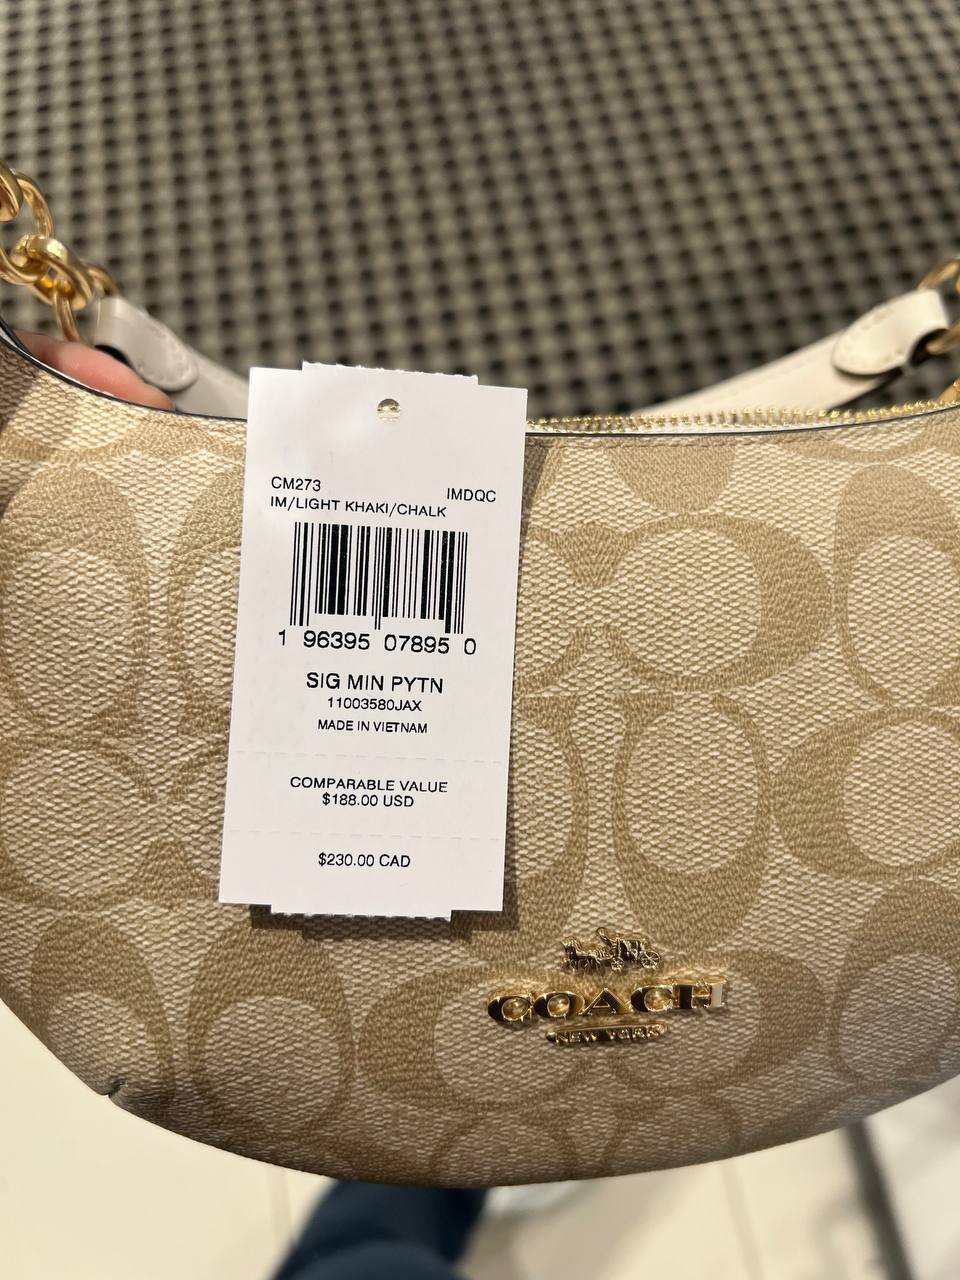 CM273 IMDQC
IM/LIGHT KHAKI/CHALK
1 96395 07895 0
SIG MIN PYTN
11003580JAX
MADE IN VIETNAM
COMPARABLE VALUE
$188.00 USD
$230.00 CAD
COACH
NEW YORK